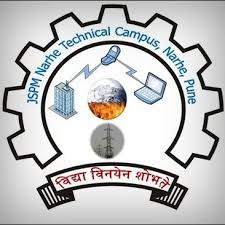 JSPM Narhe Technical Campus, Narhe, Pune
विद्या विनयेन शोभते